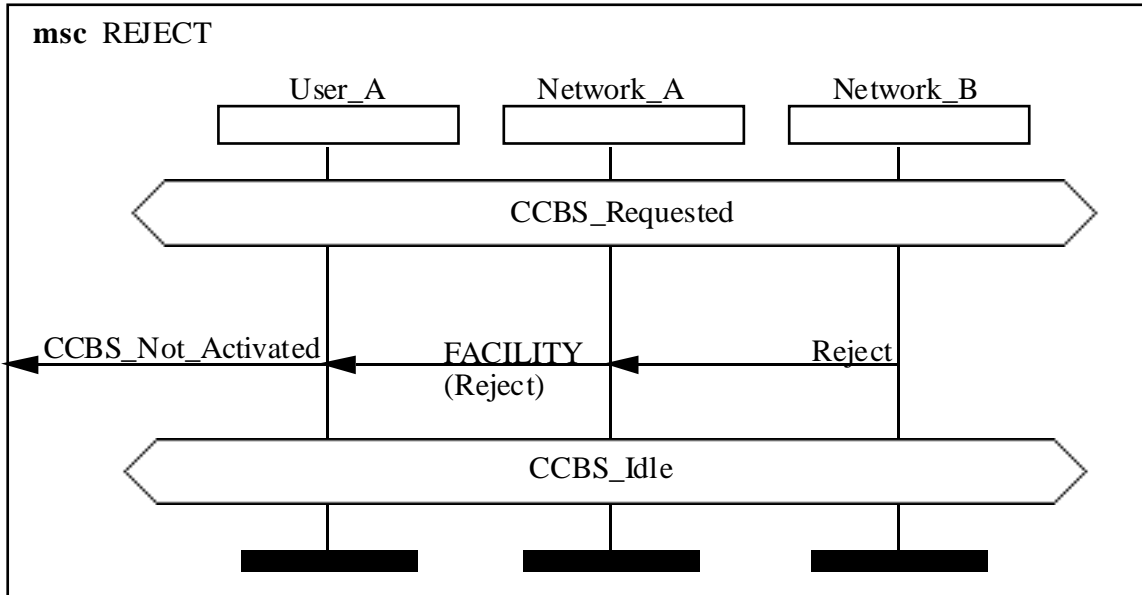 msc REJECT
User_A
Network_A
Network_B
CCBS_Requested
CCBS_Not_Activated
FACILITY
(Reject)
Reject
CCBS_Idle